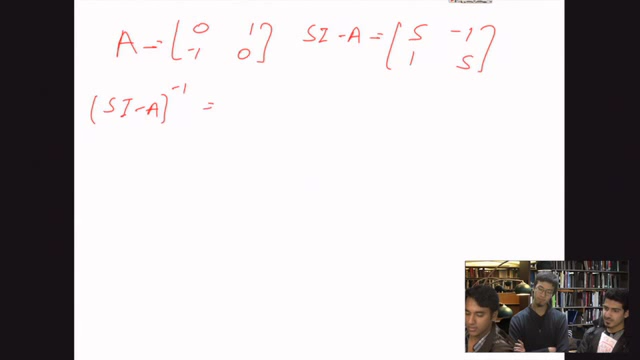 A = [ 0 1 SI - A = [ S -1
-1 0 ] 1 S ]
(SI - A)^-1 =